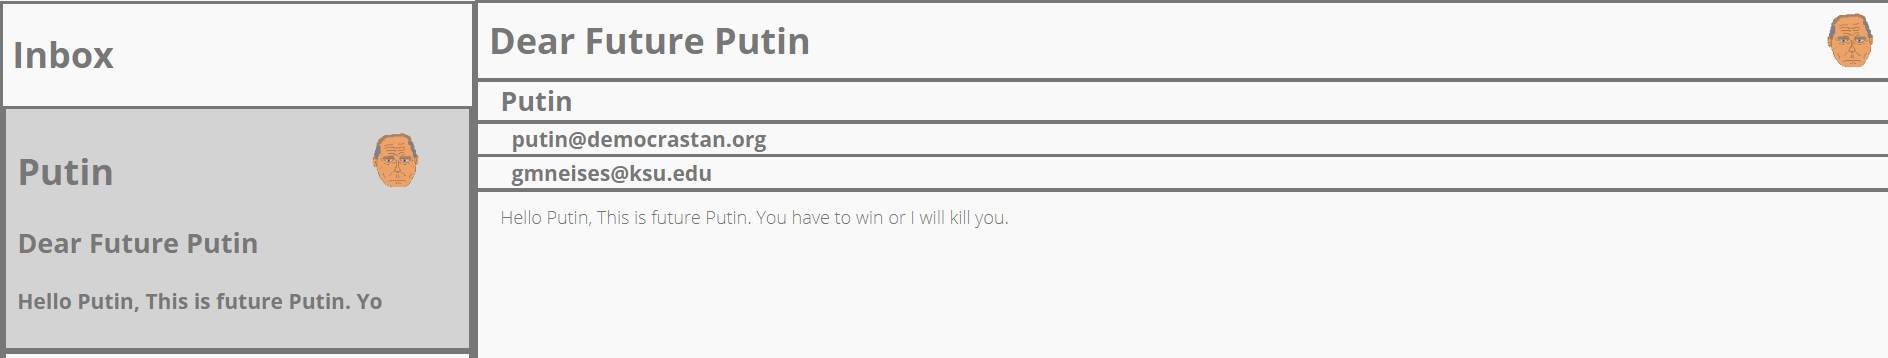 Inbox
Putin
Dear Future Putin
Hello Putin, This is future Putin. Yo
Dear Future Putin
Putin
putin@democrastan.org
gmneises@ksu.edu
Hello Putin, This is future Putin. You have to win or I will kill you.